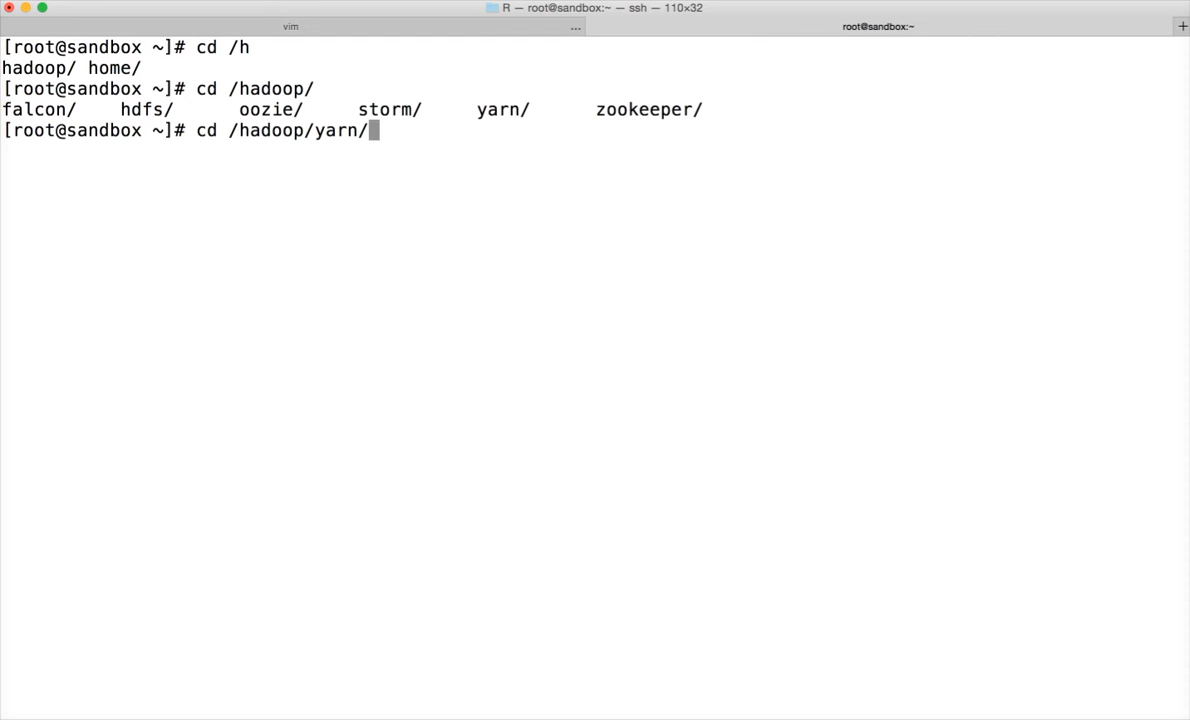 R — root@sandbox:~ — ssh — 110×32
vim ... root@sandbox:~ +
[root@sandbox ~]# cd /h
hadoop/ home/
[root@sandbox ~]# cd /hadoop/
falcon/ hdfs/ oozie/ storm/ yarn/ zookeeper/
[root@sandbox ~]# cd /hadoop/yarn/